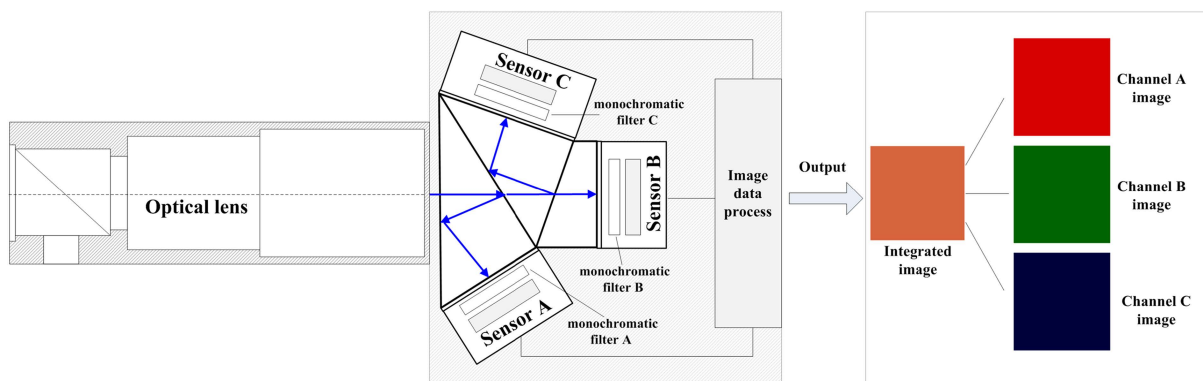 Optical lens
Sensor C
monochromatic
filter C
Sensor B
monochromatic
filter B
Sensor A
monochromatic
filter A
Image
data
process
Output
Integrated
image
Channel A
image
Channel B
image
Channel C
image